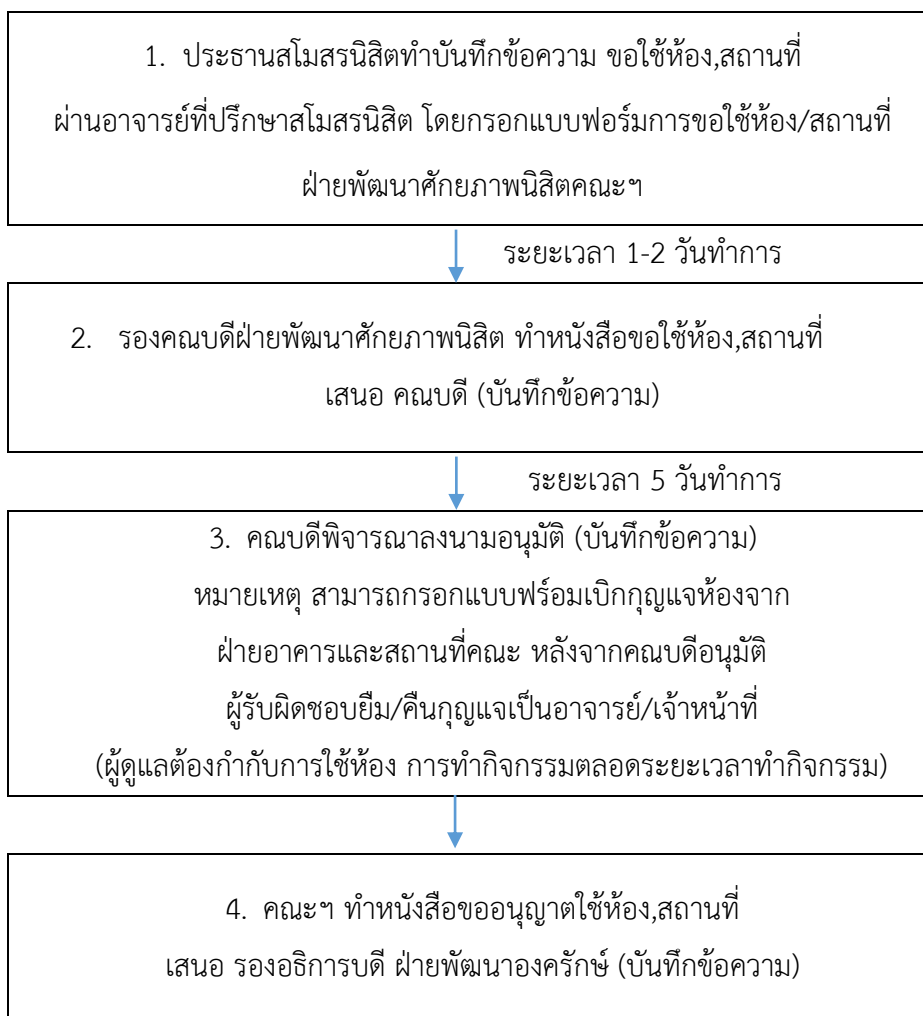 1. ประธานสโมสรนิสิตทำบันทึกข้อความ ขอใช้ห้อง,สถานที่
ผ่านอาจารย์ที่ปรึกษาสโมสรนิสิต โดยกรอกแบบฟอร์มการขอใช้ห้อง/สถานที่
ฝ่ายพัฒนาศักยภาพนิสิตคณะฯ
ระยะเวลา 1-2 วันทำการ
2. รองคณบดีฝ่ายพัฒนาศักยภาพนิสิต ทำหนังสือขอใช้ห้อง,สถานที่
เสนอ คณบดี (บันทึกข้อความ)
ระยะเวลา 5 วันทำการ
3. คณบดีพิจารณาลงนามอนุมัติ (บันทึกข้อความ)
หมายเหตุ สามารถกรอกแบบฟร์อมเบิกกุญแจห้องจาก
ฝ่ายอาคารและสถานที่คณะ หลังจากคณบดีอนุมัติ
ผู้รับผิดชอบยืม/คืนกุญแจเป็นอาจารย์/เจ้าหน้าที่
(ผู้ดูแลต้องกำกับการใช้ห้อง การทำกิจกรรมตลอดระยะเวลาทำกิจกรรม)
4. คณะฯ ทำหนังสือขออนุญาตใช้ห้อง,สถานที่
เสนอ รองอธิการบดี ฝ่ายพัฒนาองครักษ์ (บันทึกข้อความ)